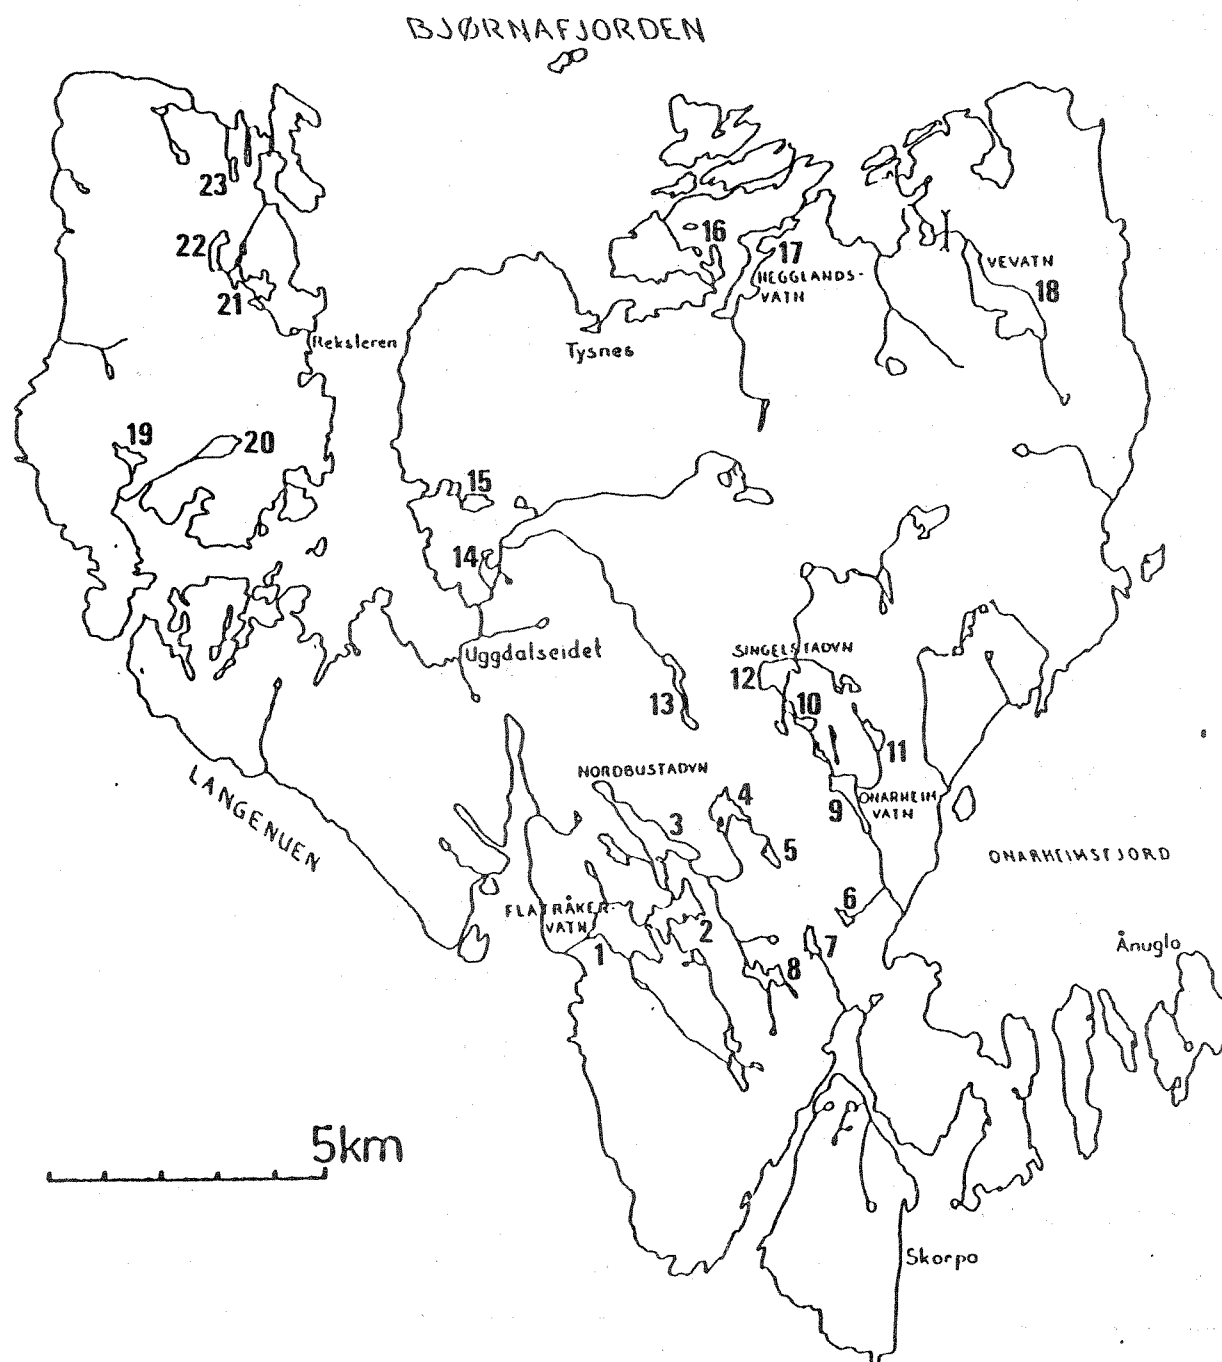 BJØRNAFJORDEN
23
22
21
16
17
HEGGLANDS-
VATN
VEVATN
18
Reksteren
Tysnes
19
20
15
14
Uggdalseidet
SINGELSTADVN
12
13
10
11
LANGENUEN
NORDBUSTADVN
4
3
5
9
ONARHEIM
VATN
ONARHEIMSFJORD
6
FLATRÅKER-
VATN
1
2
7
8
Ånuglo
5km
Skorpo